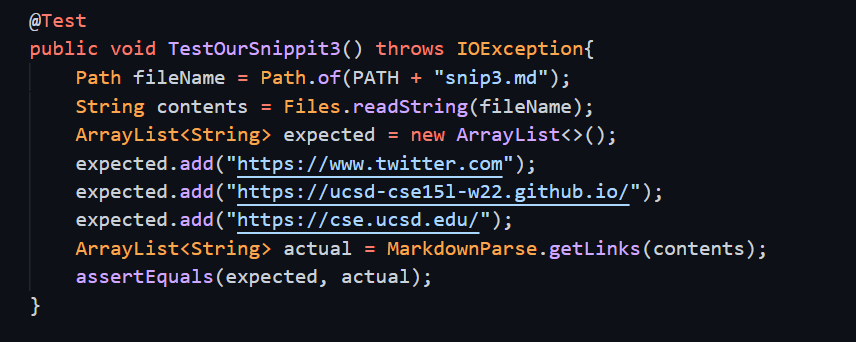 @Test
public void TestOurSnippit3() throws IOException{
Path fileName = Path.of(PATH + "snip3.md");
String contents = Files.readString(fileName);
ArrayList<String> expected = new ArrayList<>();
expected.add("https://www.twitter.com");
expected.add("https://ucsd-cse15l-w22.github.io/");
expected.add("https://cse.ucsd.edu/");
ArrayList<String> actual = MarkdownParse.getLinks(contents);
assertEquals(expected, actual);
}